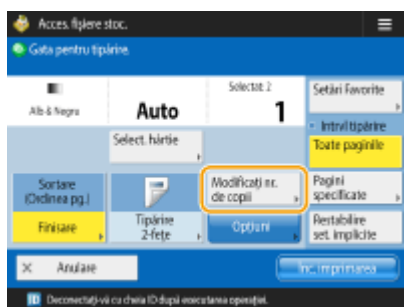 Acces. fişiere stoc.
Gata pentru tipărire.
Selectat: 2
Alb & Negru
Auto
1
Setări Favorite
Intrvl tipărire
Toate paginile
Select. hârtie
Sortare
(Ordinea pg.)
Finisare
Tipărire
2-feţe
Modificaţi nr.
de copii
Opţiuni
Pagini
specificate
Restabilire
set. implicite
Anulare
Înc. imprimarea
ID Deconectaţi-vă cu cheia ID după executarea operaţiei.